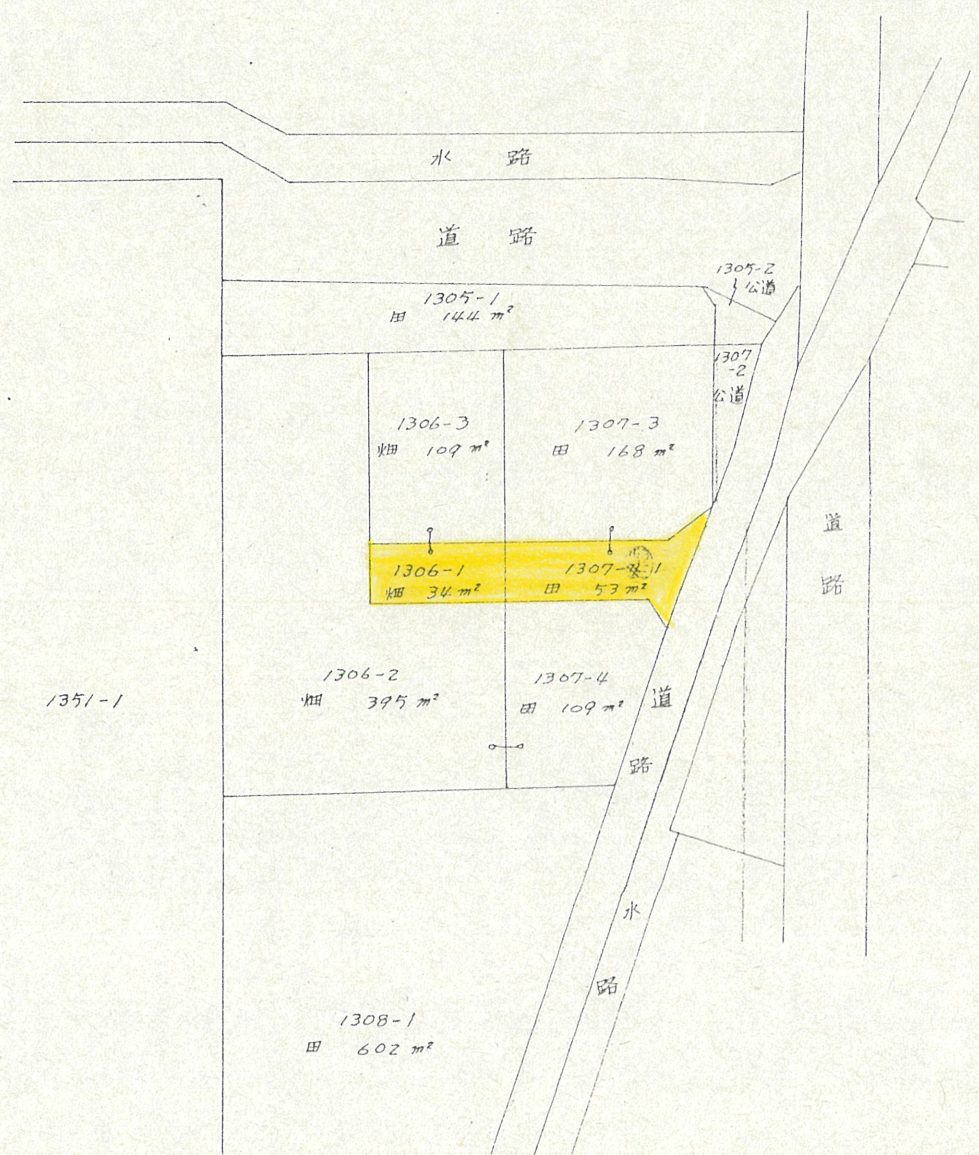 水 路
道 路
1305-2
公道
1305-1
田 144 m²
1307
-2
公道
1306-3
畑 109 m²
1307-3
田 168 m²
道
路
1306-1
畑 34 m²
1307-1
田 53 m²
1306-2
畑 395 m²
1307-4
田 109 m²
1351-1
道
路
水
路
1308-1
田 602 m²